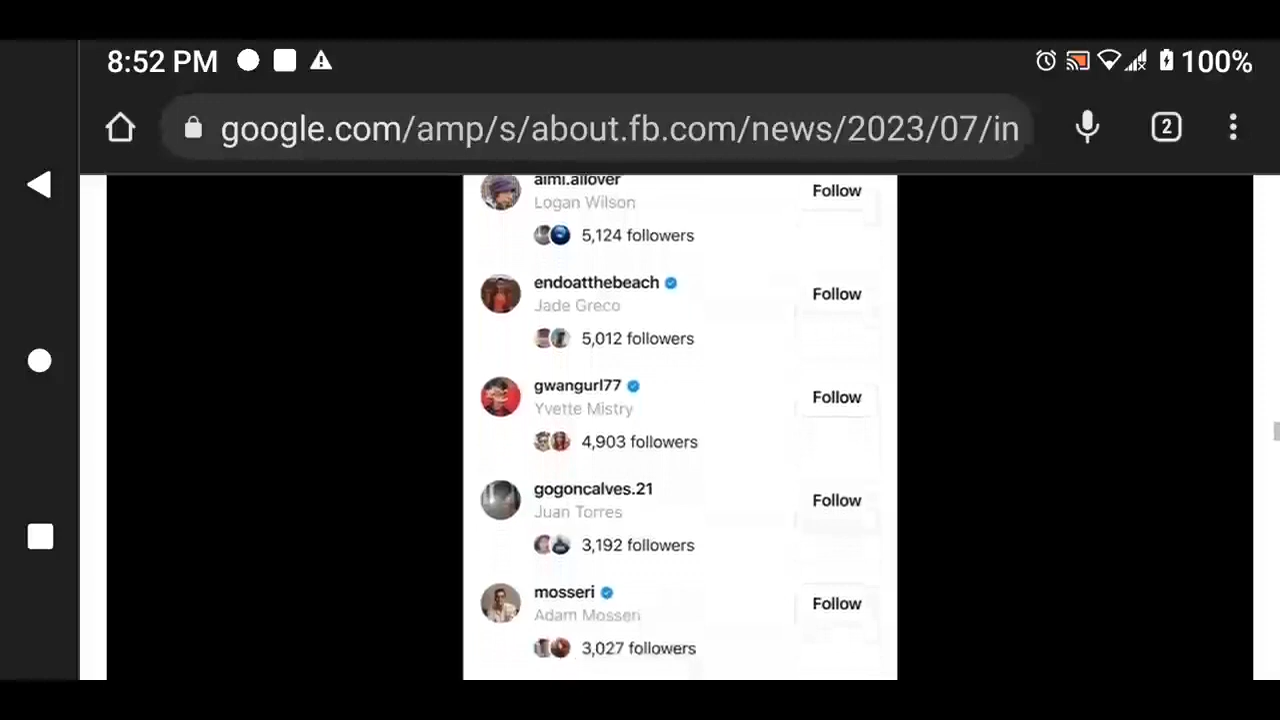 8:52 PM 100%
google.com/amp/s/about.fb.com/news/2023/07/in 2
aimi.allover Follow
Logan Wilson
5,124 followers
endoatthebeach Follow
Jade Greco
5,012 followers
gwangurl77 Follow
Yvette Mistry
4,903 followers
gogoncalves.21 Follow
Juan Torres
3,192 followers
mosseri Follow
Adam Mosseri
3,027 followers